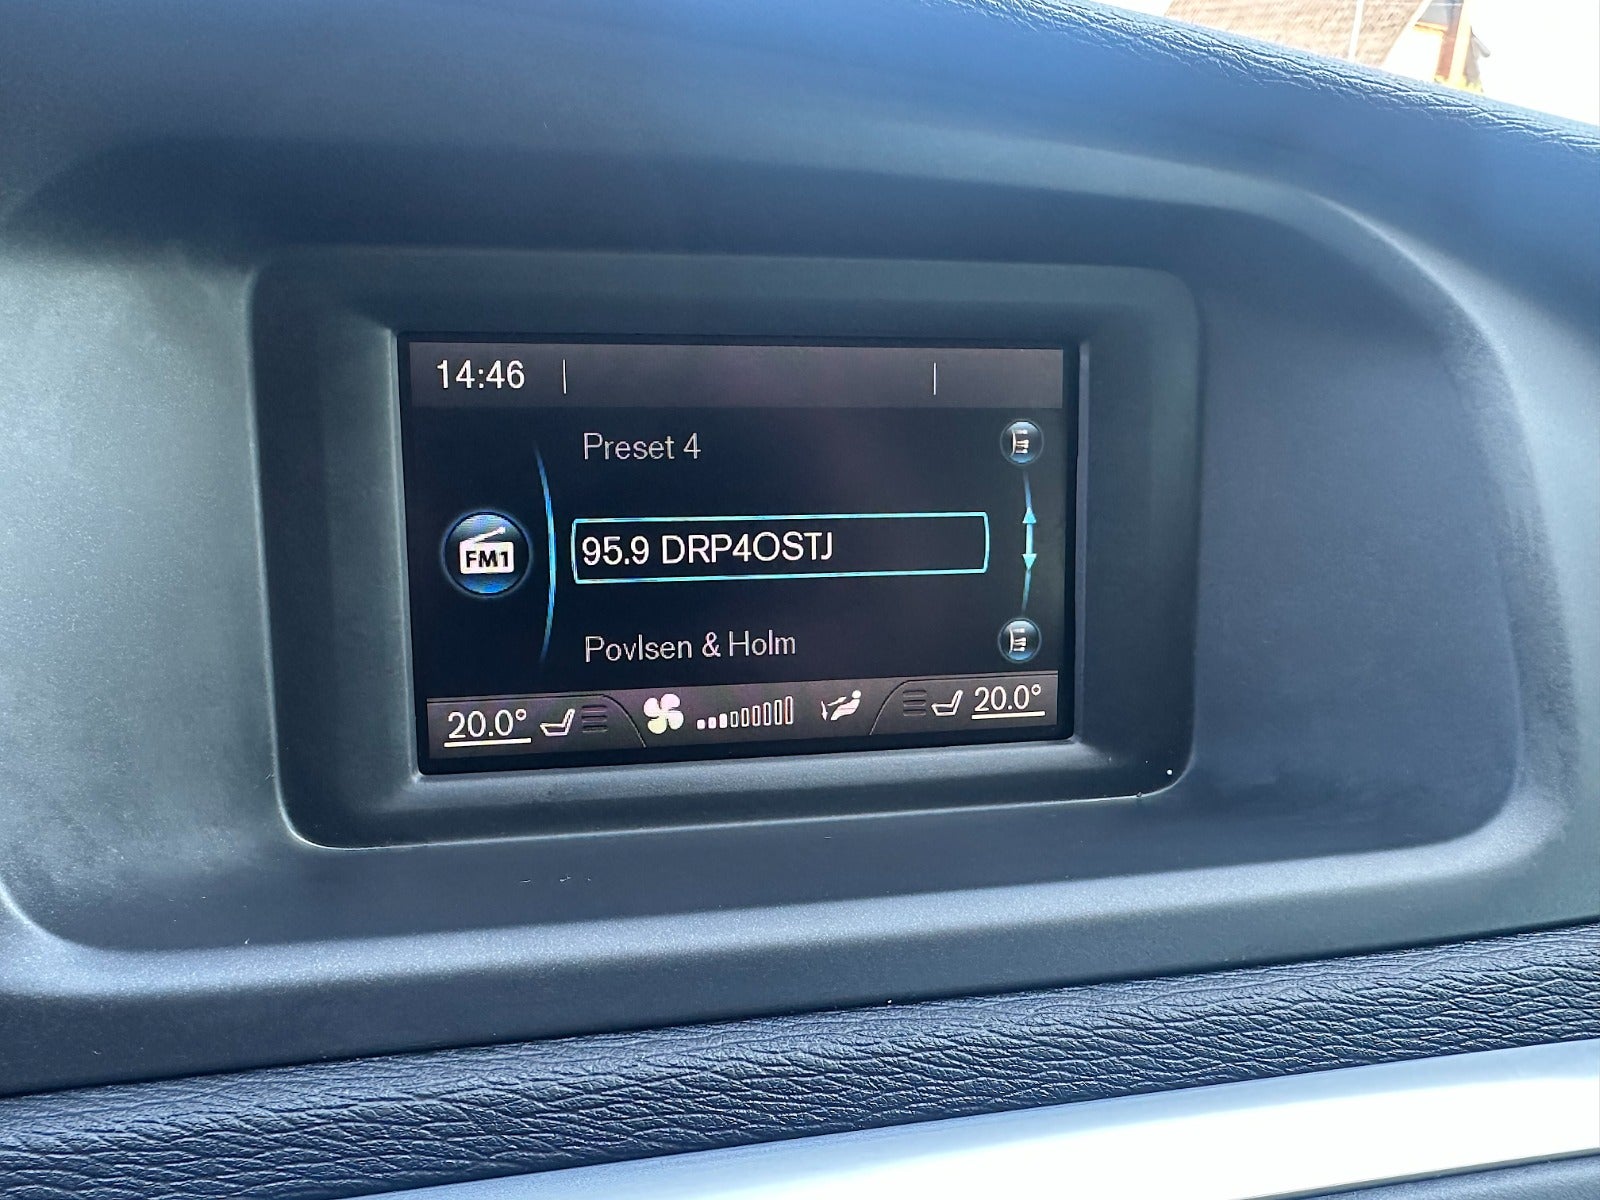 14:46
Preset 4
FM1
95.9 DRP4OSTJ
Povlsen & Holm
20.0°
20.0°